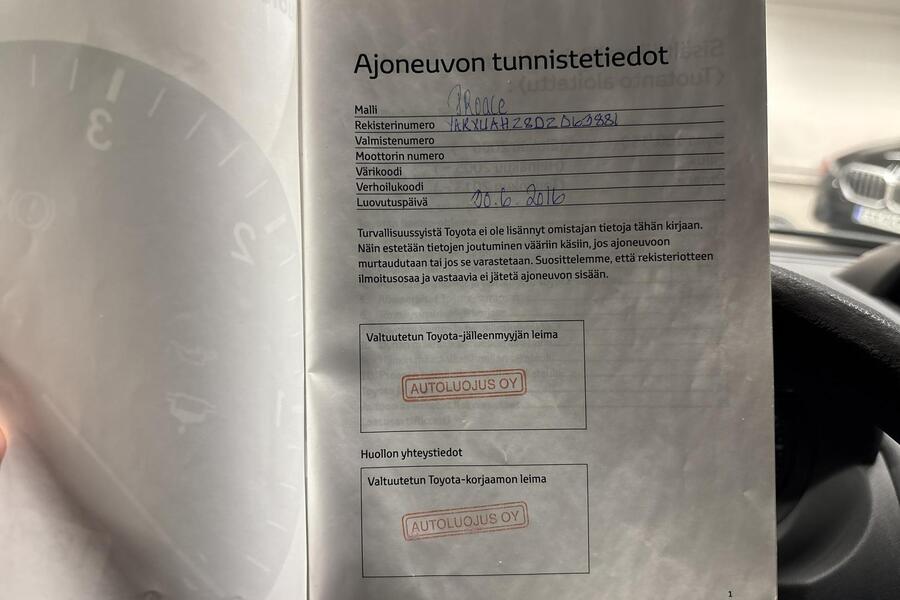 Ajoneuvon tunnistetiedot
Malli PRoace
Rekisterinumero
Valmistenumero
Moottorin numero
Värikoodi
Verhoilukoodi
Luovutuspäivä 30.6.2016
Turvallisuussyistä Toyota ei ole lisännyt omistajan tietoja tähän kirjaan.
Näin estetään tietojen joutuminen vääriin käsiin, jos ajoneuvoon
murtaudutaan tai jos se varastetaan. Suosittelemme, että rekisteriotteen
ilmoitusosaa ja vastaavia ei jätetä ajoneuvon sisään.
Valtuutetun Toyota-jälleenmyyjän leima
AUTOLUOJUS OY
Huollon yhteystiedot
Valtuutetun Toyota-korjaamon leima
AUTOLUOJUS OY
1